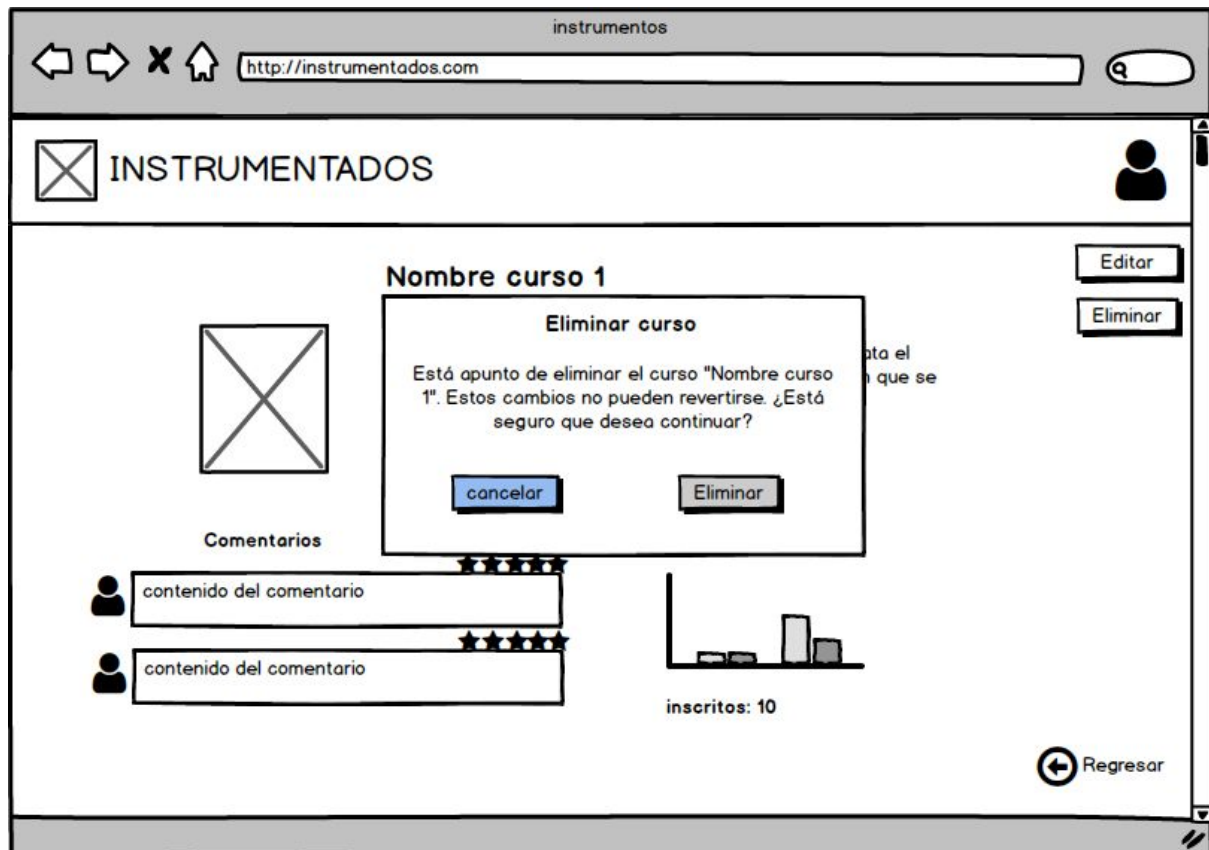 instrumentos
http://instrumentados.com
INSTRUMENTADOS
Editar
Nombre curso 1
Eliminar
Eliminar curso
el
que se
Está apunto de eliminar el curso "Nombre curso
1". Estos cambios no pueden revertirse. ¿Está
seguro que desea continuar?
cancelar
Eliminar
Comentarios
contenido del comentario
contenido del comentario
inscritos: 10
Regresar